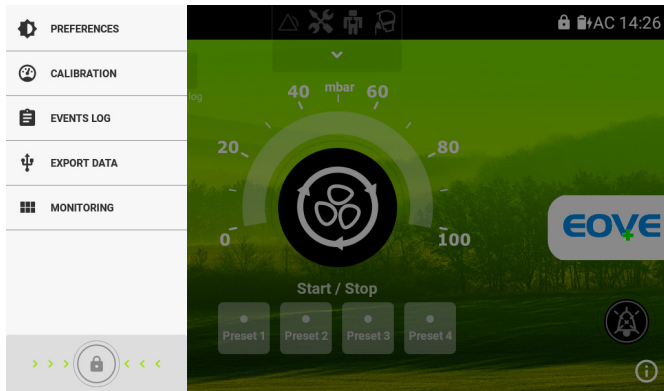 PREFERENCES
CALIBRATION
EVENTS LOG
EXPORT DATA
MONITORING
AC 14:26
log
mbar
0
20
40
60
80
100
EOVE
Start / Stop
Preset 1
Preset 2
Preset 3
Preset 4